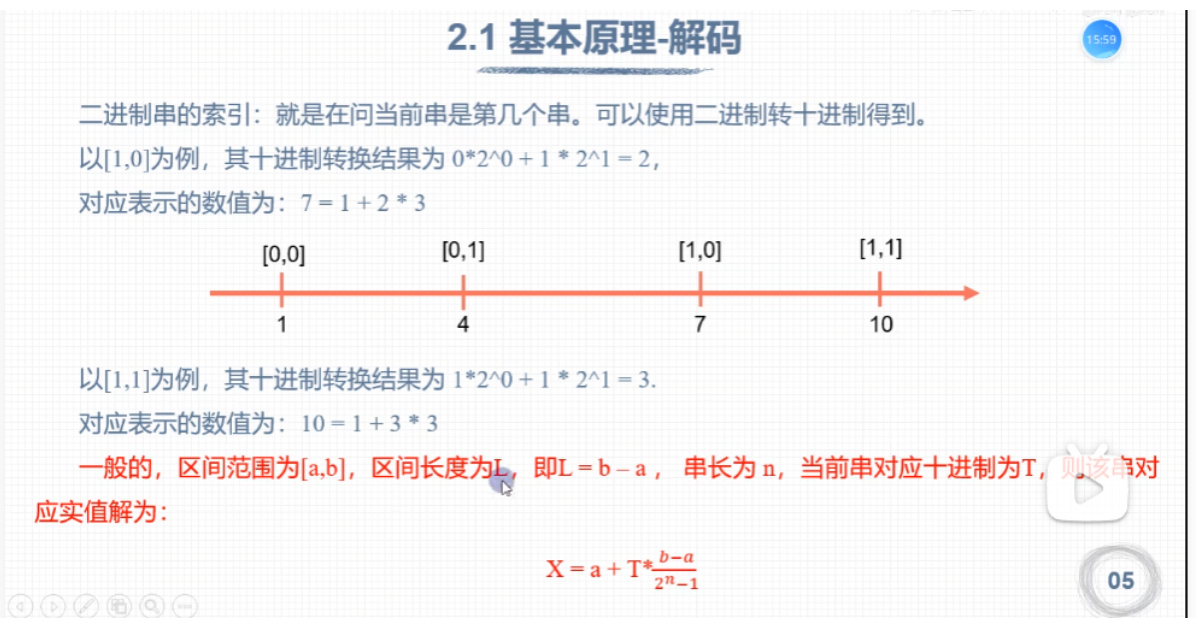 2.1 基本原理-解码
15:59
二进制串的索引：就是在问当前串是第几个串。可以使用二进制转十进制得到。
以[1,0]为例，其十进制转换结果为 0*2^0 + 1 * 2^1 = 2,
对应表示的数值为：7 = 1 + 2 * 3
[0,0] [0,1] [1,0] [1,1]
1 4 7 10
以[1,1]为例，其十进制转换结果为 1*2^0 + 1 * 2^1 = 3.
对应表示的数值为：10 = 1 + 3 * 3
一般的，区间范围为[a,b]，区间长度为L，即L = b – a ， 串长为 n，当前串对应十进制为T，则该串对
应实值解为：
X = a + T*\frac{b-a}{2^n-1}
05